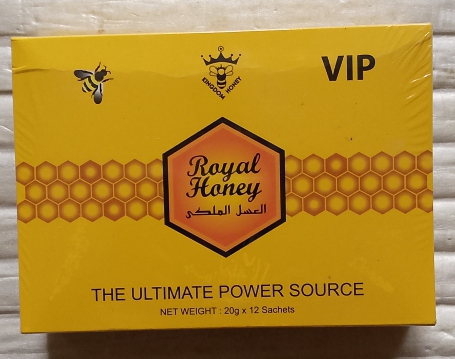 KINGDOM HONEY
VIP
Royal
Honey
العسل الملكي
THE ULTIMATE POWER SOURCE
NET WEIGHT : 20g x 12 Sachets